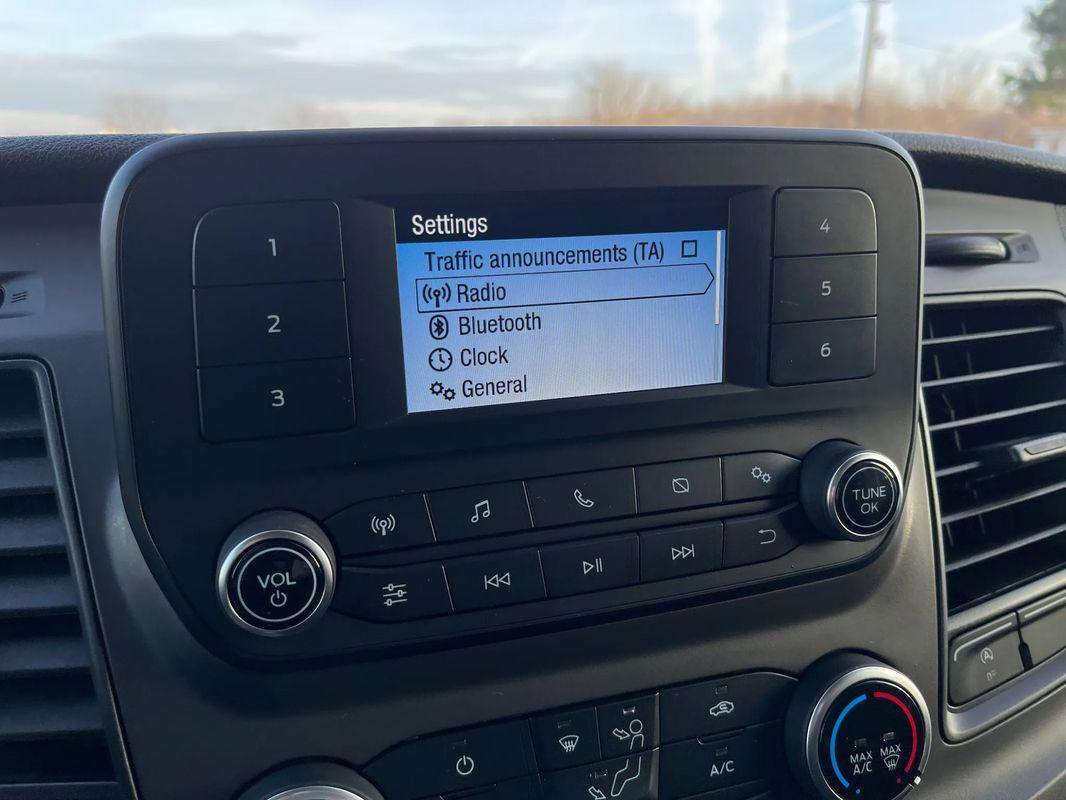 1
2
3
Settings
Traffic announcements (TA)
Radio
Bluetooth
Clock
General
4
5
6
VOL
TUNE
OK
A/C
MAX
A/C
MAX